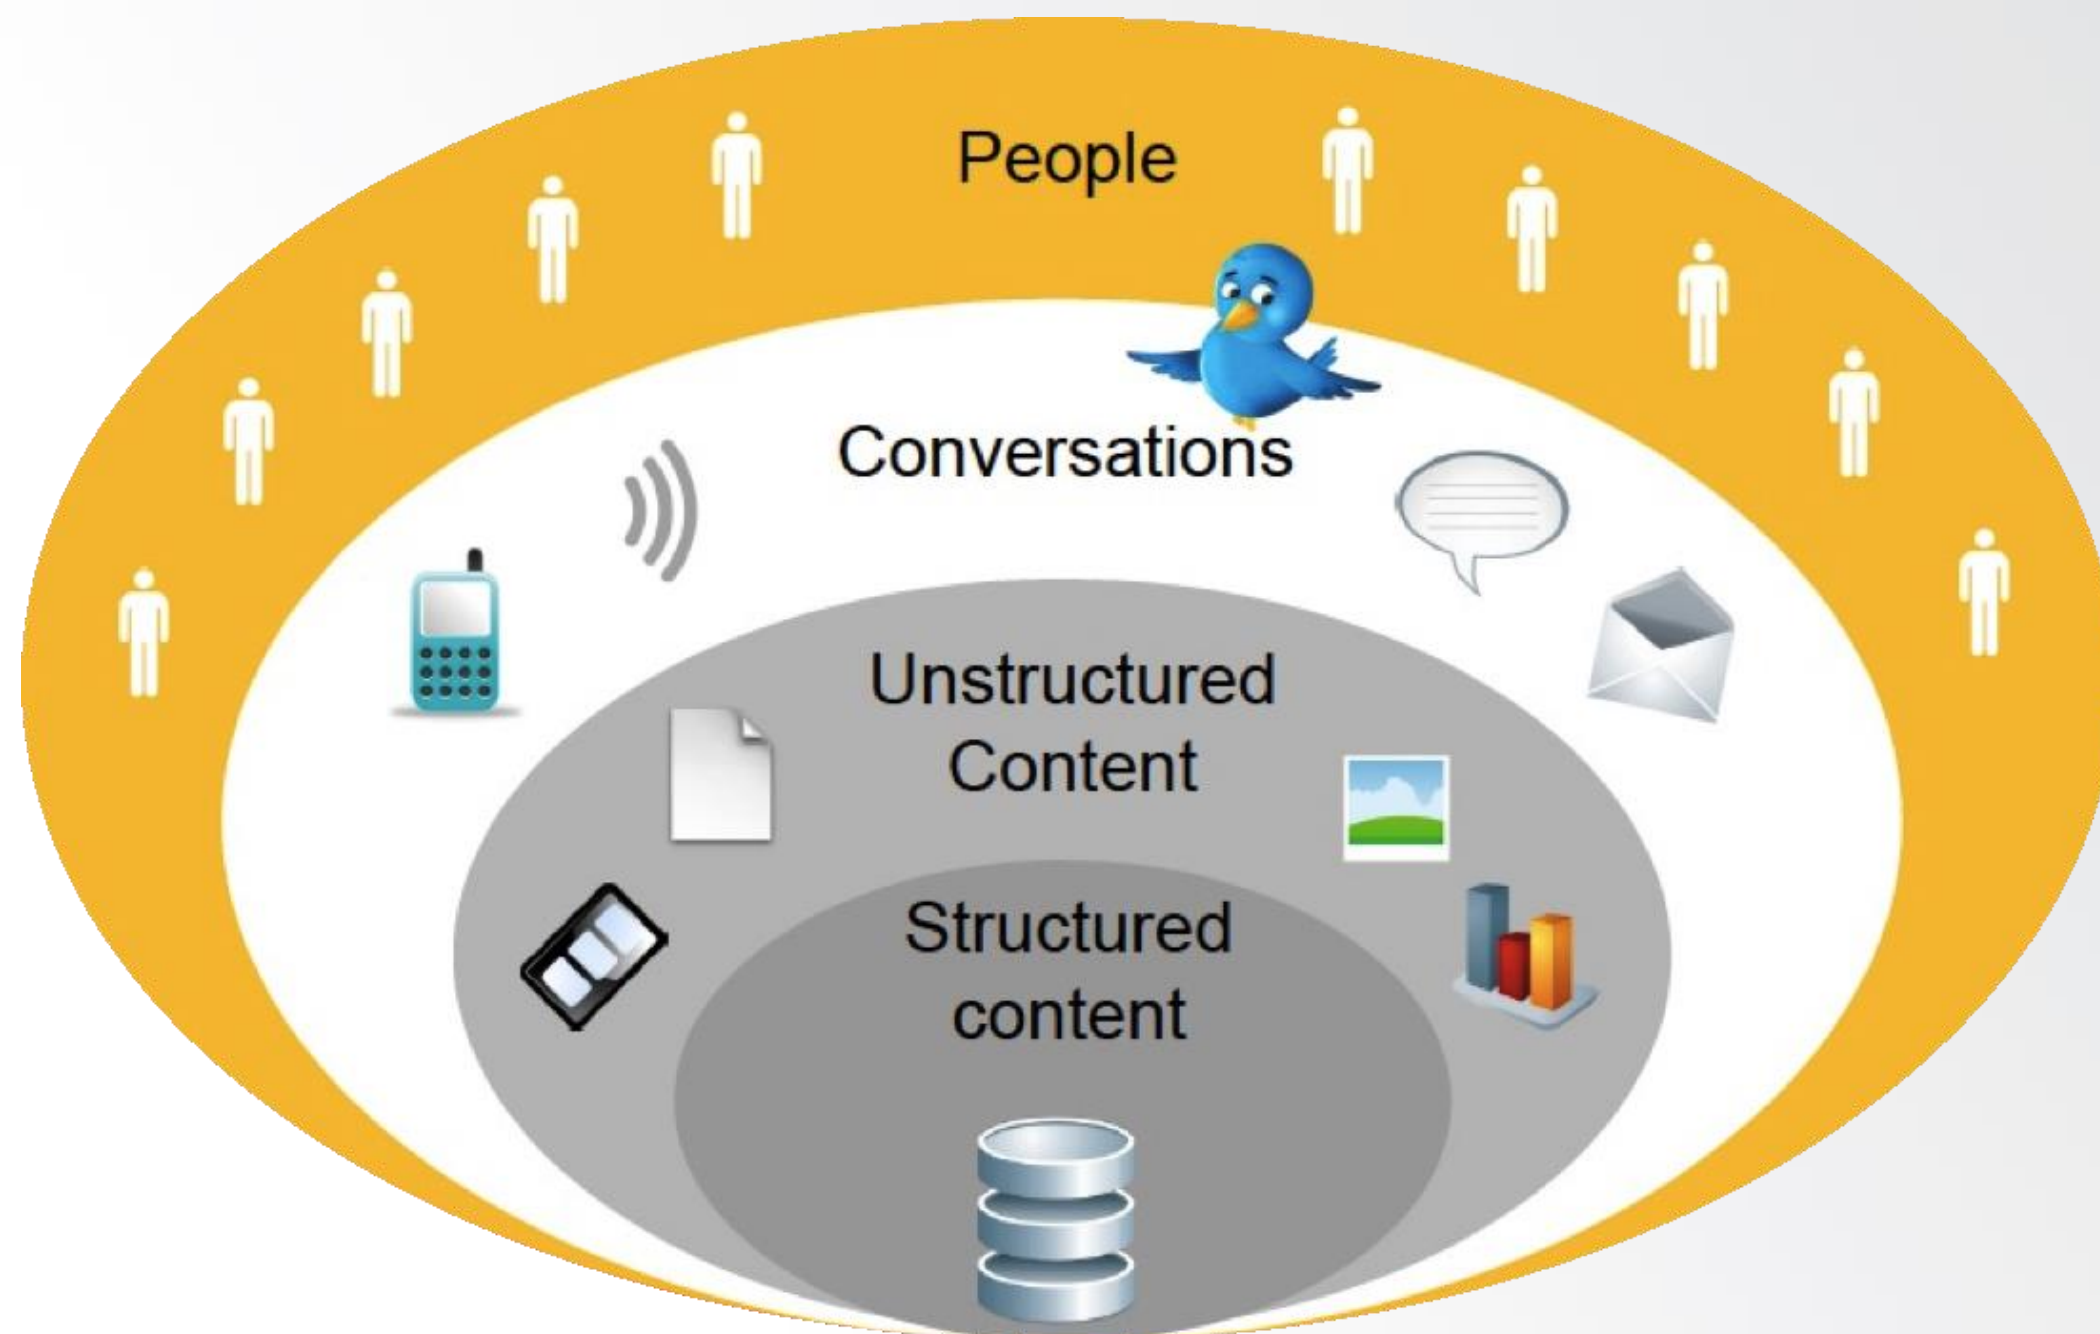 People
Conversations
Unstructured
Content
Structured
content